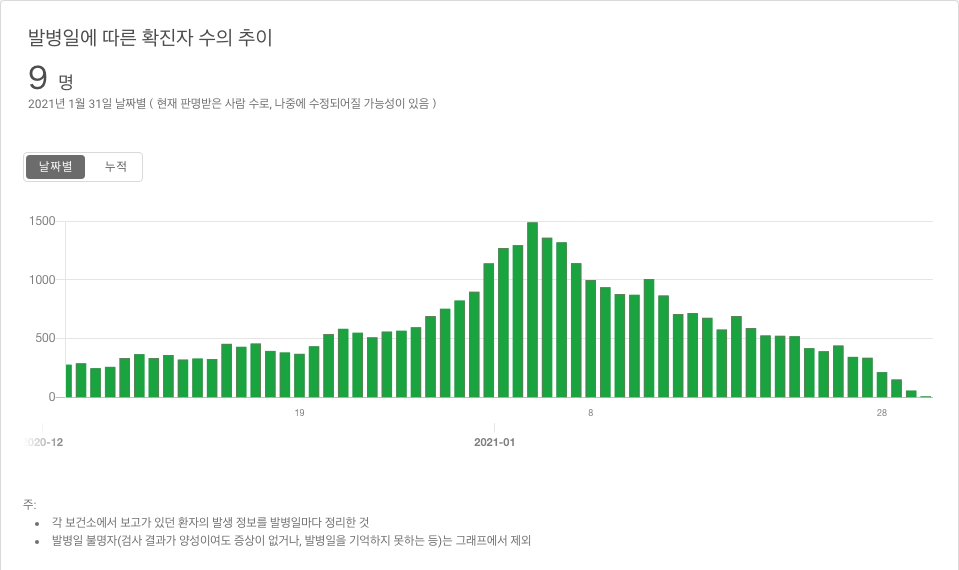 발병일에 따른 확진자 수의 추이
9 명
2021년 1월 31일 날짜별 ( 현재 판명받은 사람 수로, 나중에 수정되어질 가능성이 있음 )
날짜별 누적
1500
1000
500
0
19 8 28
2020-12 2021-01
주:
각 보건소에서 보고가 있던 환자의 발생 정보를 발병일마다 정리한 것
발병일 불명자(검사 결과가 양성이여도 증상이 없거나, 발병일을 기억하지 못하는 등)는 그래프에서 제외